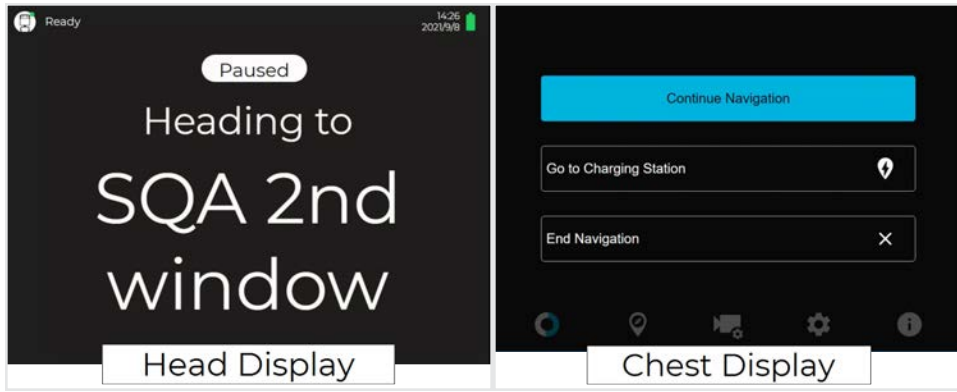 Ready
14:26
2021/9/8
Paused
Heading to
SQA 2nd
window
Head Display
Continue Navigation
Go to Charging Station
End Navigation
Chest Display